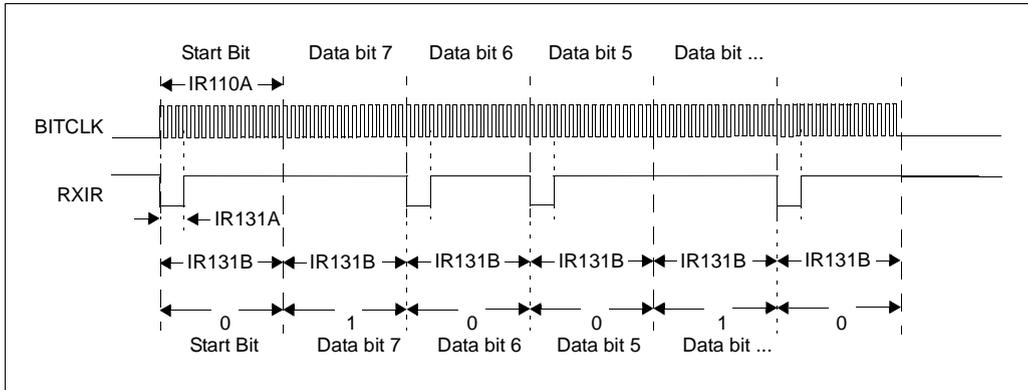 Start Bit Data bit 7 Data bit 6 Data bit 5 Data bit ...
IR110A
BITCLK
RXIR
IR131A
IR131B IR131B IR131B IR131B IR131B IR131B
0 1 0 0 1 0
Start Bit Data bit 7 Data bit 6 Data bit 5 Data bit ...